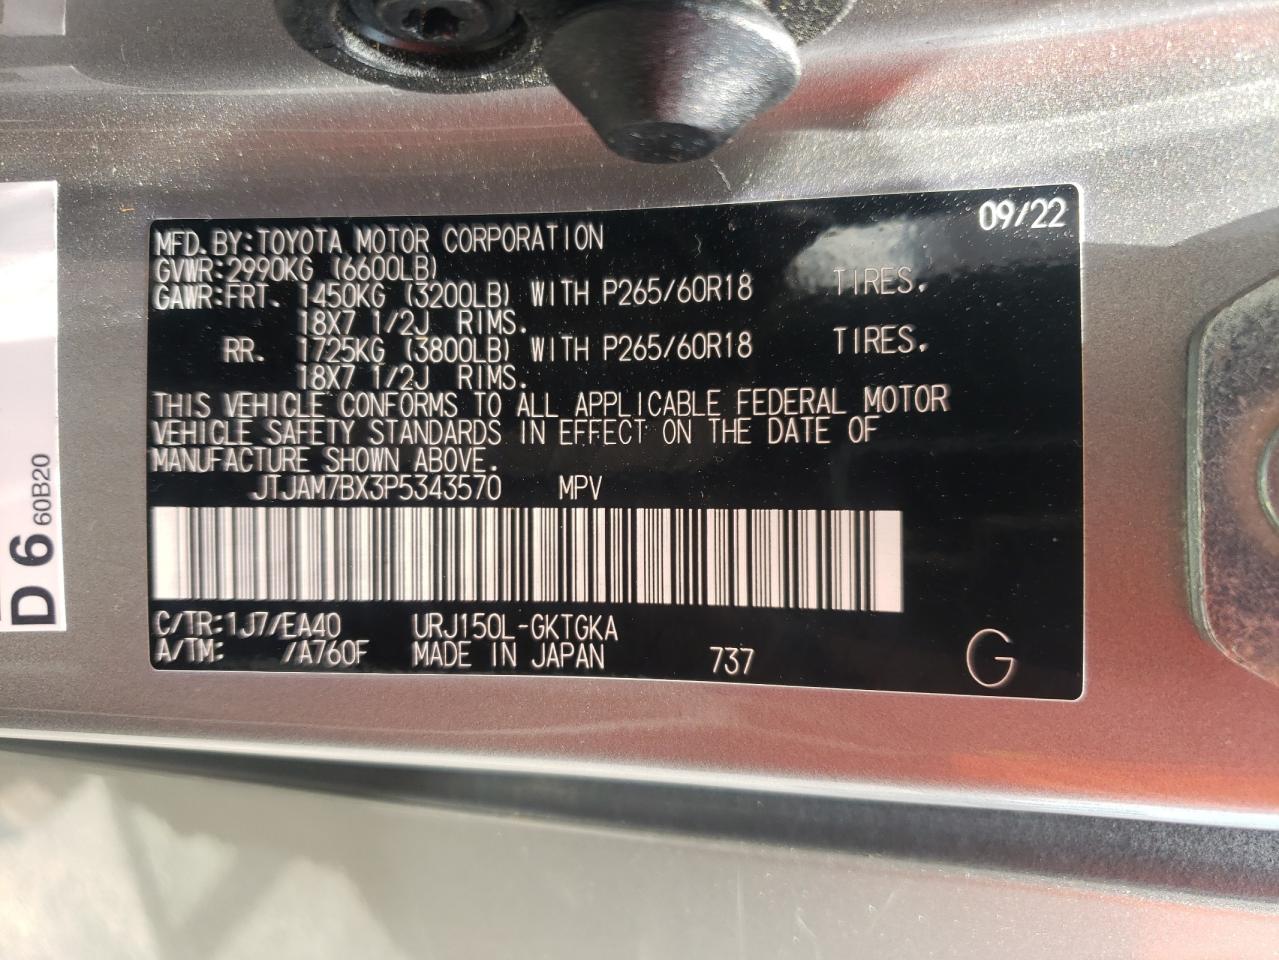 09/22
MFD.BY:TOYOTA MOTOR CORPORATION
GVWR:2990KG (6600LB)
GAWR:FRT. 1450KG (3200LB) WITH P265/60R18 TIRES.
18X7 1/2J RIMS.
RR. 1725KG (3800LB) WITH P265/60R18 TIRES.
18X7 1/2J RIMS.
THIS VEHICLE CONFORMS TO ALL APPLICABLE FEDERAL MOTOR
VEHICLE SAFETY STANDARDS IN EFFECT ON THE DATE OF
MANUFACTURE SHOWN ABOVE.
JTJAM7BX3P5343570 MPV
C/TR:1J7/EA40 URJ150L-GKTGKA
A/TM: /A760F MADE IN JAPAN 737 G
D 6 60B20